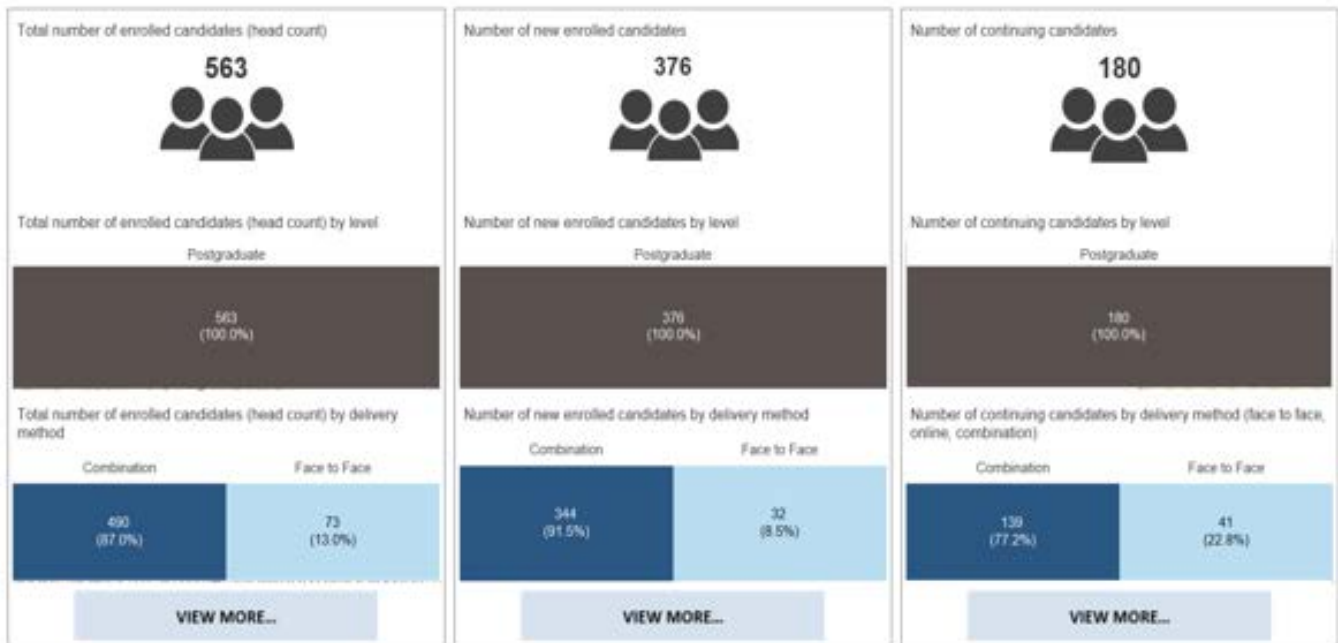 Total number of enrolled candidates (head count)
563
Total number of enrolled candidates (head count) by level
Postgraduate
563
(100.0%)
Total number of enrolled candidates (head count) by delivery
method
Combination
Face to Face
490
(87.0%)
73
(13.0%)
VIEW MORE...
Number of new enrolled candidates
376
Number of new enrolled candidates by level
Postgraduate
376
(100.0%)
Number of new enrolled candidates by delivery method
Combination
Face to Face
344
(91.5%)
32
(8.5%)
VIEW MORE...
Number of continuing candidates
180
Number of continuing candidates by level
Postgraduate
180
(100.0%)
Number of continuing candidates by delivery method (face to face,
online, combination)
Combination
Face to Face
139
(77.2%)
41
(22.8%)
VIEW MORE...